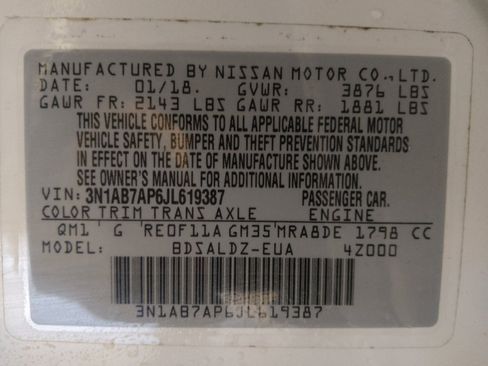 MANUFACTURED BY NISSAN MOTOR CO., LTD.
DATE: 01/18. GVWR: 3876 LBS
GAWR FR: 2143 LBS GAWR RR: 1881 LBS
THIS VEHICLE CONFORMS TO ALL APPLICABLE FEDERAL MOTOR
VEHICLE SAFETY, BUMPER AND THEFT PREVENTION STANDARDS
IN EFFECT ON THE DATE OF MANUFACTURE SHOWN ABOVE.
SEE OWNER'S MANUAL FOR ADDITIONAL INFORMATION.
VIN: 3N1AB7AP6JL619387 PASSENGER CAR.
COLOR TRIM TRANS AXLE ENGINE
QM1 G RE0F11A GM35 MRA8DE 1798 CC
MODEL: BDSALDZ-EUA 4Z000
3N1AB7AP6JL619387